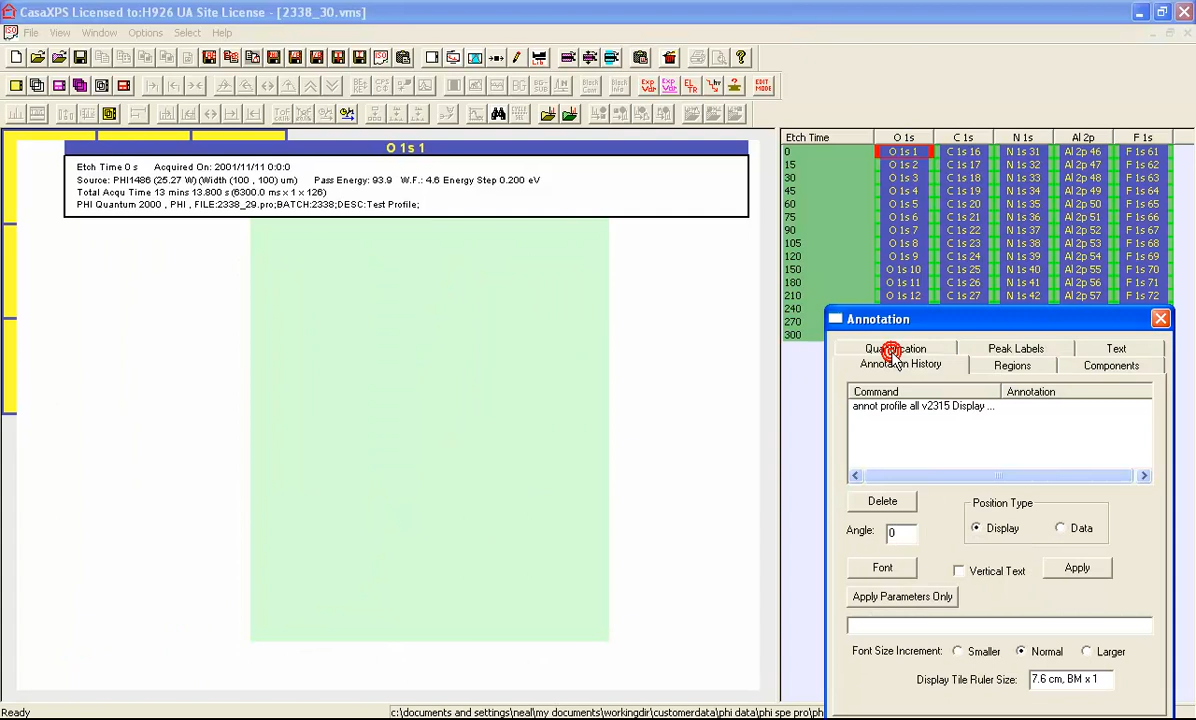 CasaXPS Licensed to:H926 UA Site License - [2338_30.vms]
File View Window Options Select Help
O 1s 1
Etch Time 0 s Acquired On: 2001/11/11 0:0:0
Source: PHI1486 (25.27 W) (Width (100 , 100) um) Pass Energy: 93.9 W.F.: 4.6 Energy Step 0.200 eV
Total Acqu Time 13 mins 13.800 s (6300.0 ms x 1 x 126)
PHI Quantum 2000 , PHI , FILE:2338_29.pro;BATCH:2338;DESC:Test Profile;
Etch Time O 1s C 1s N 1s Al 2p F 1s
0 O 1s 1 C 1s 16 N 1s 31 Al 2p 46 F 1s 61
15 O 1s 2 C 1s 17 N 1s 32 Al 2p 47 F 1s 62
30 O 1s 3 C 1s 18 N 1s 33 Al 2p 48 F 1s 63
45 O 1s 4 C 1s 19 N 1s 34 Al 2p 49 F 1s 64
60 O 1s 5 C 1s 20 N 1s 35 Al 2p 50 F 1s 65
75 O 1s 6 C 1s 21 N 1s 36 Al 2p 51 F 1s 66
90 O 1s 7 C 1s 22 N 1s 37 Al 2p 52 F 1s 67
105 O 1s 8 C 1s 23 N 1s 38 Al 2p 53 F 1s 68
120 O 1s 9 C 1s 24 N 1s 39 Al 2p 54 F 1s 69
150 O 1s 10 C 1s 25 N 1s 40 Al 2p 55 F 1s 70
180 O 1s 11 C 1s 26 N 1s 41 Al 2p 56 F 1s 71
210 O 1s 12 C 1s 27 N 1s 42 Al 2p 57 F 1s 72
240
270
300
Annotation
Quantification Peak Labels Text
Annotation History Regions Components
Command Annotation
annot profile all v2315 Display ...
Delete
Position Type
Display Data
Angle: 0
Font Vertical Text Apply
Apply Parameters Only
Font Size Increment: Smaller Normal Larger
Display Tile Ruler Size: 7.6 cm, BM x 1
Ready c:\documents and settings\neal\my documents\workingdir\customerdata\phi data\phi spe pro\ph